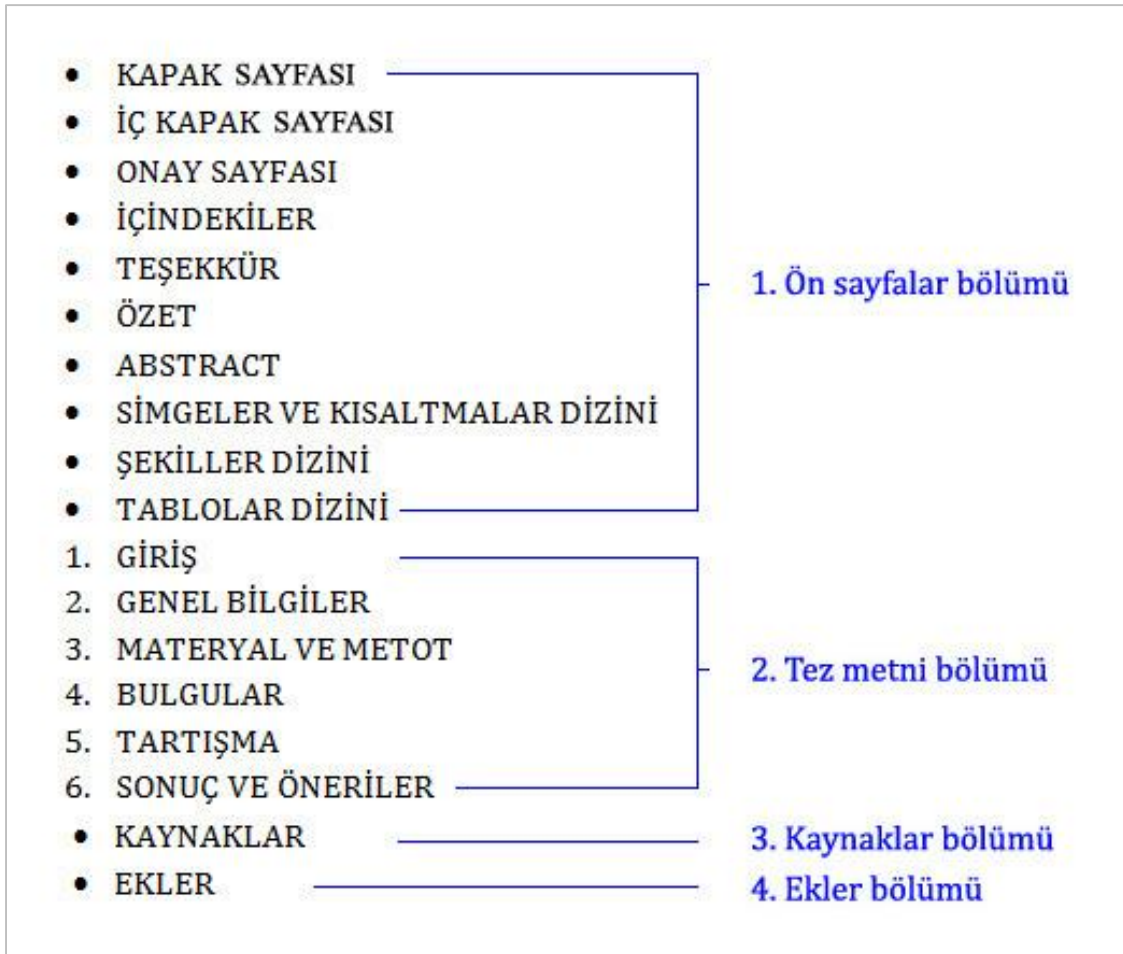 • KAPAK SAYFASI
• İÇ KAPAK SAYFASI
• ONAY SAYFASI
• İÇİNDEKİLER
• TEŞEKKÜR
• ÖZET
• ABSTRACT
• SİMGELER VE KISALTMALAR DİZİNİ
• ŞEKİLLER DİZİNİ
• TABLOLAR DİZİNİ
1. Ön sayfalar bölümü
1. GİRİŞ
2. GENEL BİLGİLER
3. MATERYAL VE METOT
4. BULGULAR
5. TARTIŞMA
6. SONUÇ VE ÖNERİLER
2. Tez metni bölümü
• KAYNAKLAR
3. Kaynaklar bölümü
• EKLER
4. Ekler bölümü